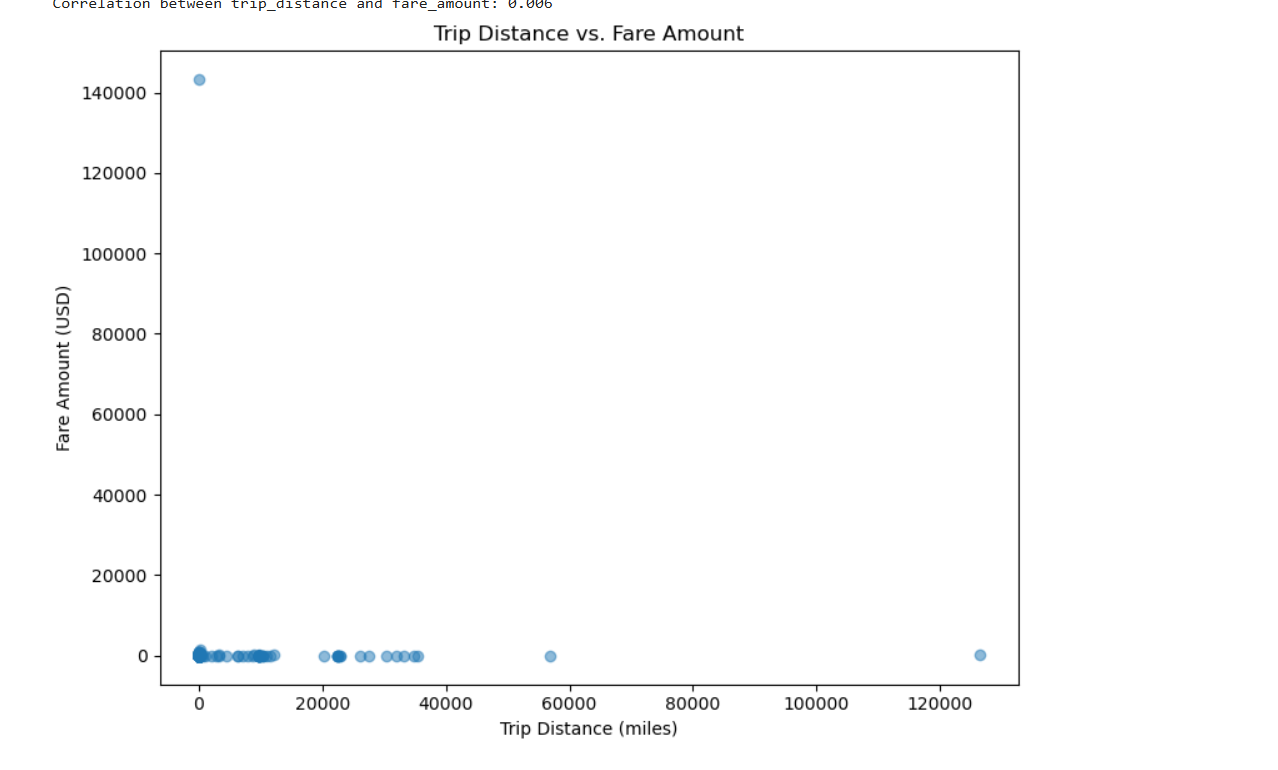 Correlation between trip_distance and fare_amount: 0.006
Trip Distance vs. Fare Amount
140000
120000
100000
80000
60000
40000
20000
0
Fare Amount (USD)
0 20000 40000 60000 80000 100000 120000
Trip Distance (miles)